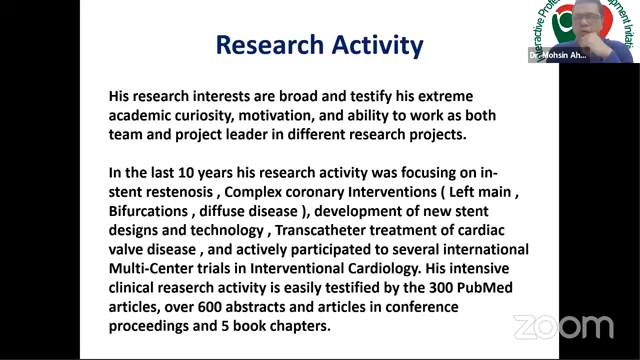 Research Activity
His research interests are broad and testify his extreme
academic curiosity, motivation, and ability to work as both
team and project leader in different research projects.
In the last 10 years his research activity was focusing on in-
stent restenosis , Complex coronary Interventions ( Left main ,
Bifurcations , diffuse disease ), development of new stent
designs and technology , Transcatheter treatment of cardiac
valve disease , and actively participated to several international
Multi-Center trials in Interventional Cardiology. His intensive
clinical reaserch activity is easily testified by the 300 PubMed
articles, over 600 abstracts and articles in conference
proceedings and 5 book chapters.
Dr. Mohsin Ah...
zoom